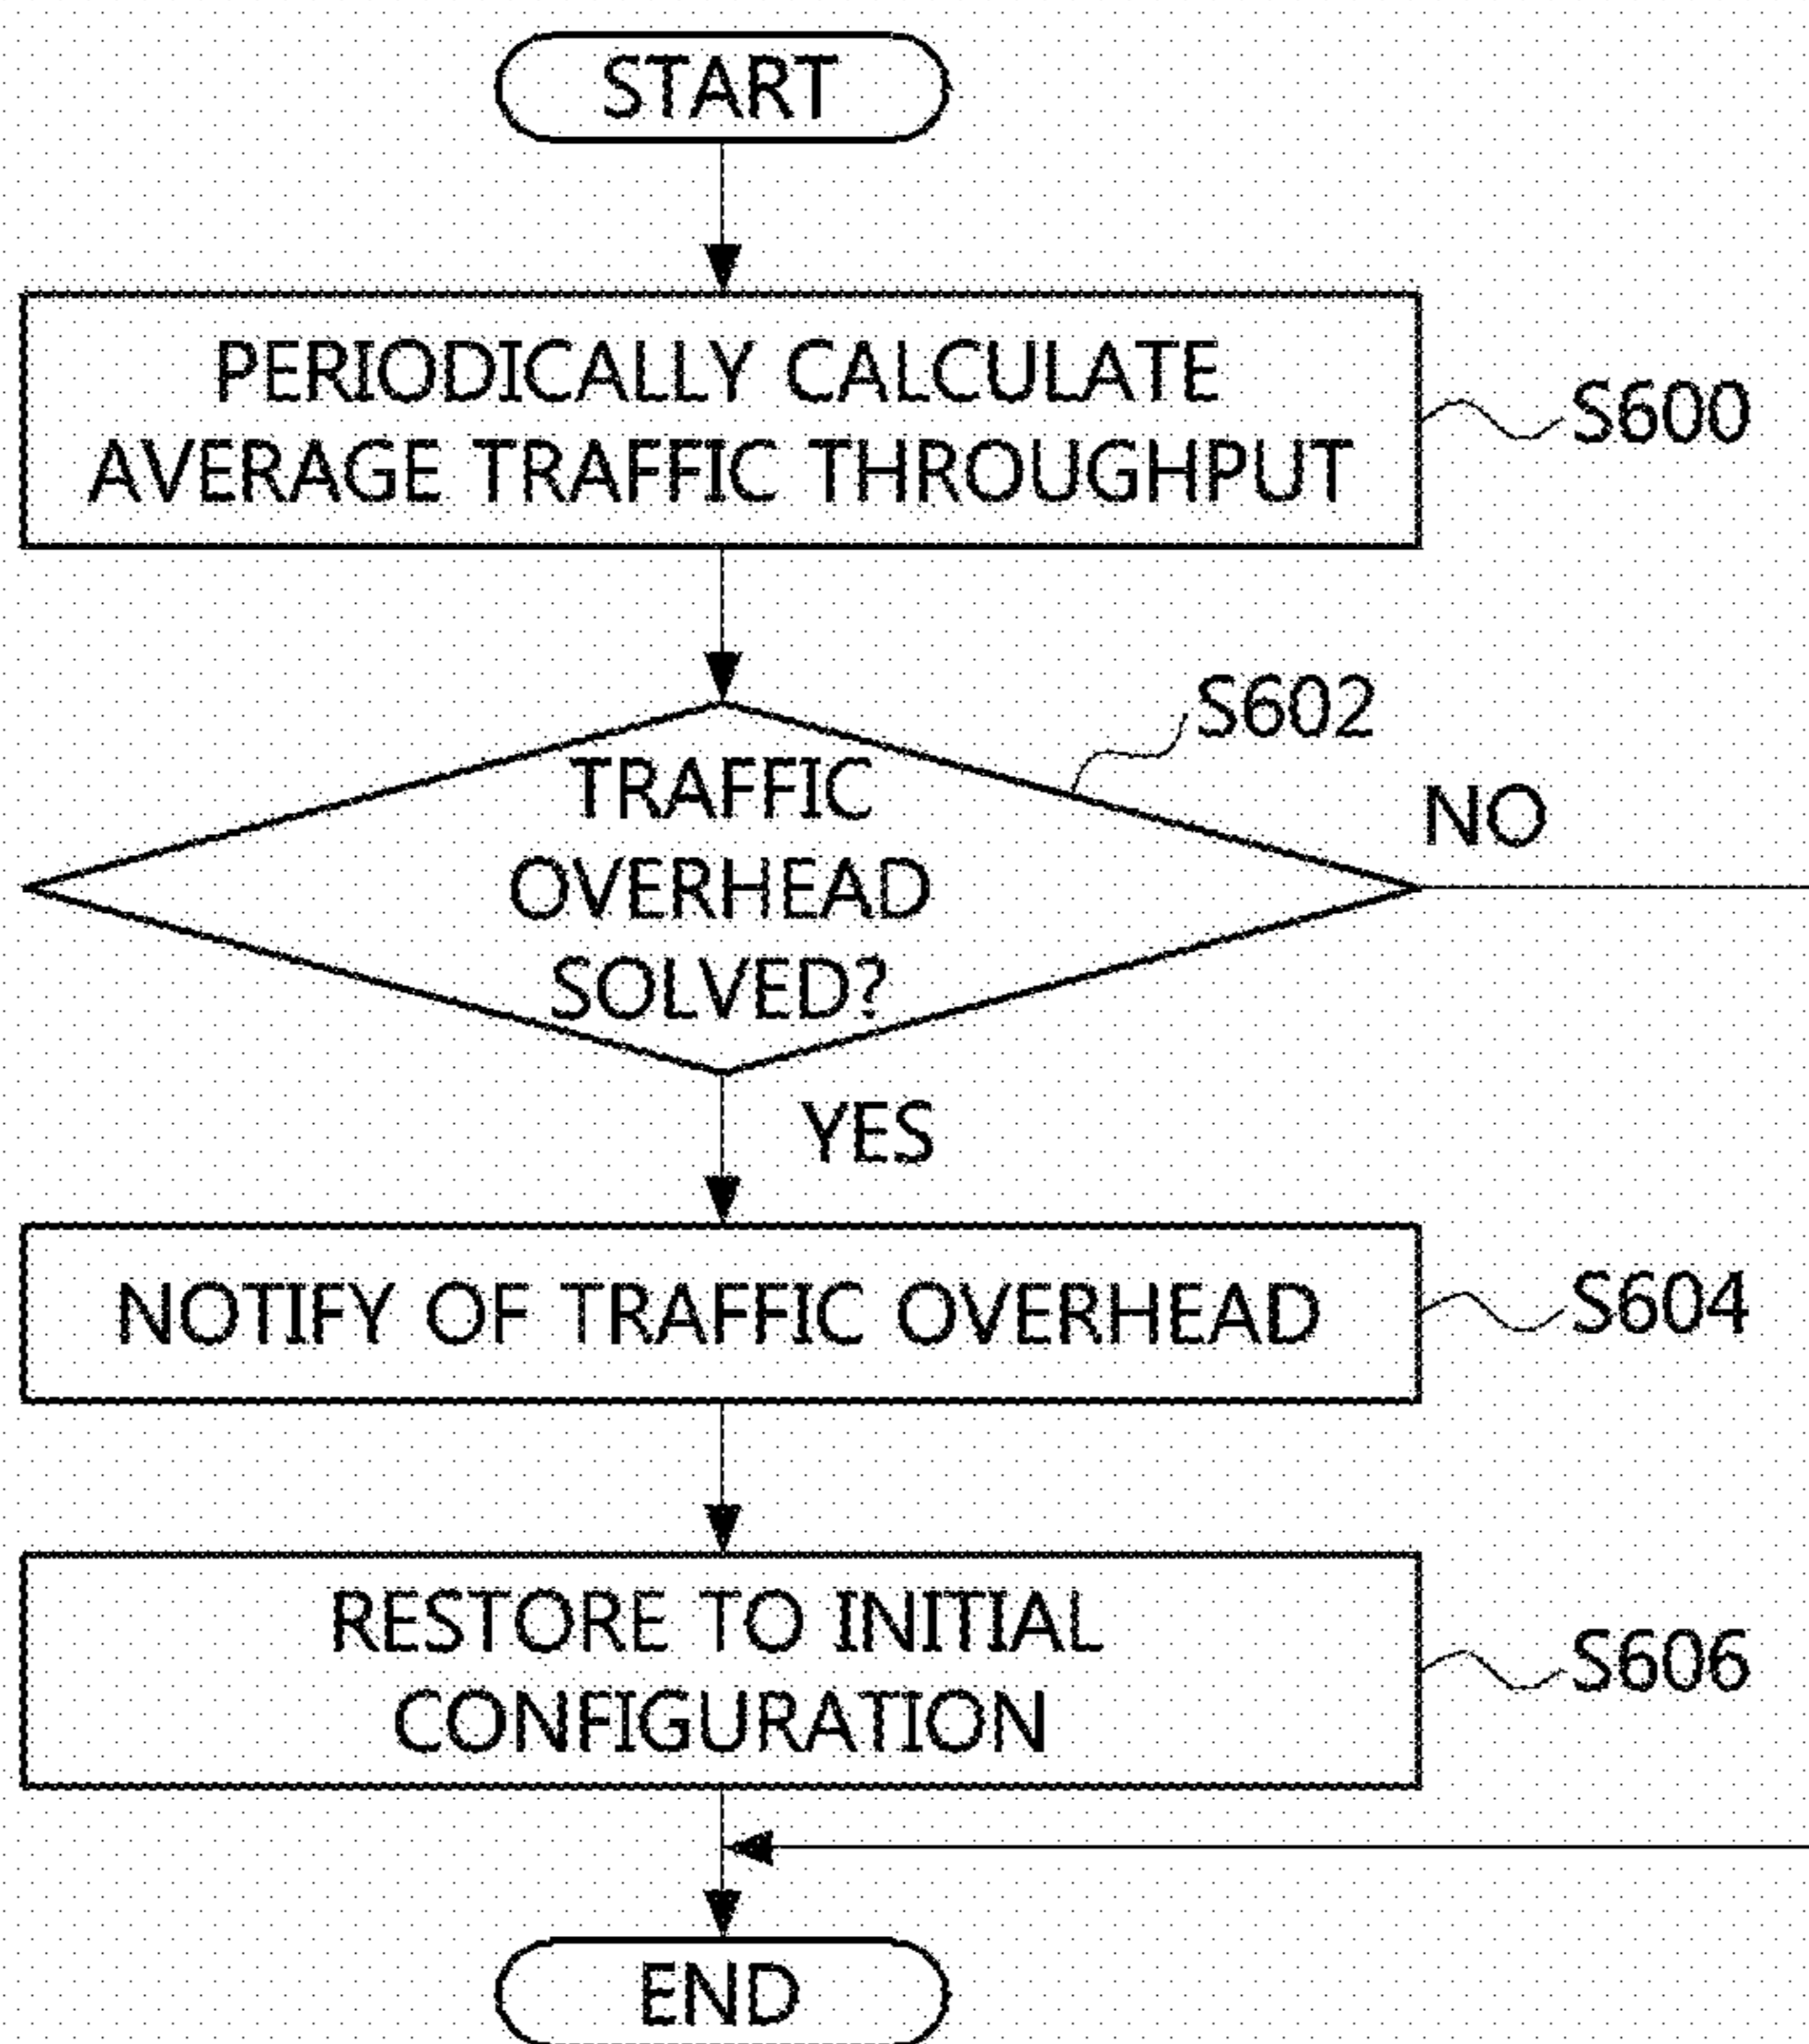 START
PERIODICALLY CALCULATE
AVERAGE TRAFFIC THROUGHPUT
S600
S602
TRAFFIC
OVERHEAD
SOLVED?
NO
YES
NOTIFY OF TRAFFIC OVERHEAD
S604
RESTORE TO INITIAL
CONFIGURATION
S606
END